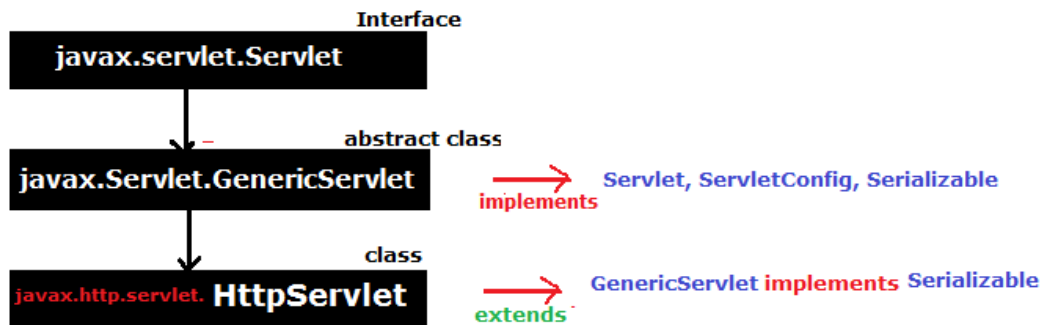 Interface
javax.servlet.Servlet
abstract class
javax.Servlet.GenericServlet
implements
Servlet, ServletConfig, Serializable
class
javax.http.servlet. HttpServlet
extends
GenericServlet implements Serializable